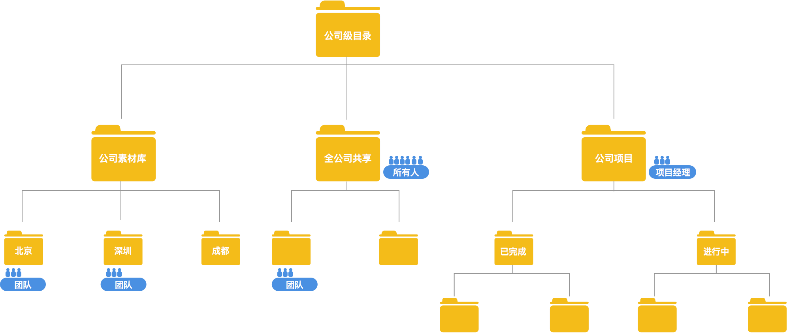 公司级目录
公司素材库
全公司共享
所有人
公司项目
项目经理
北京
团队
深圳
团队
成都
团队
已完成
进行中